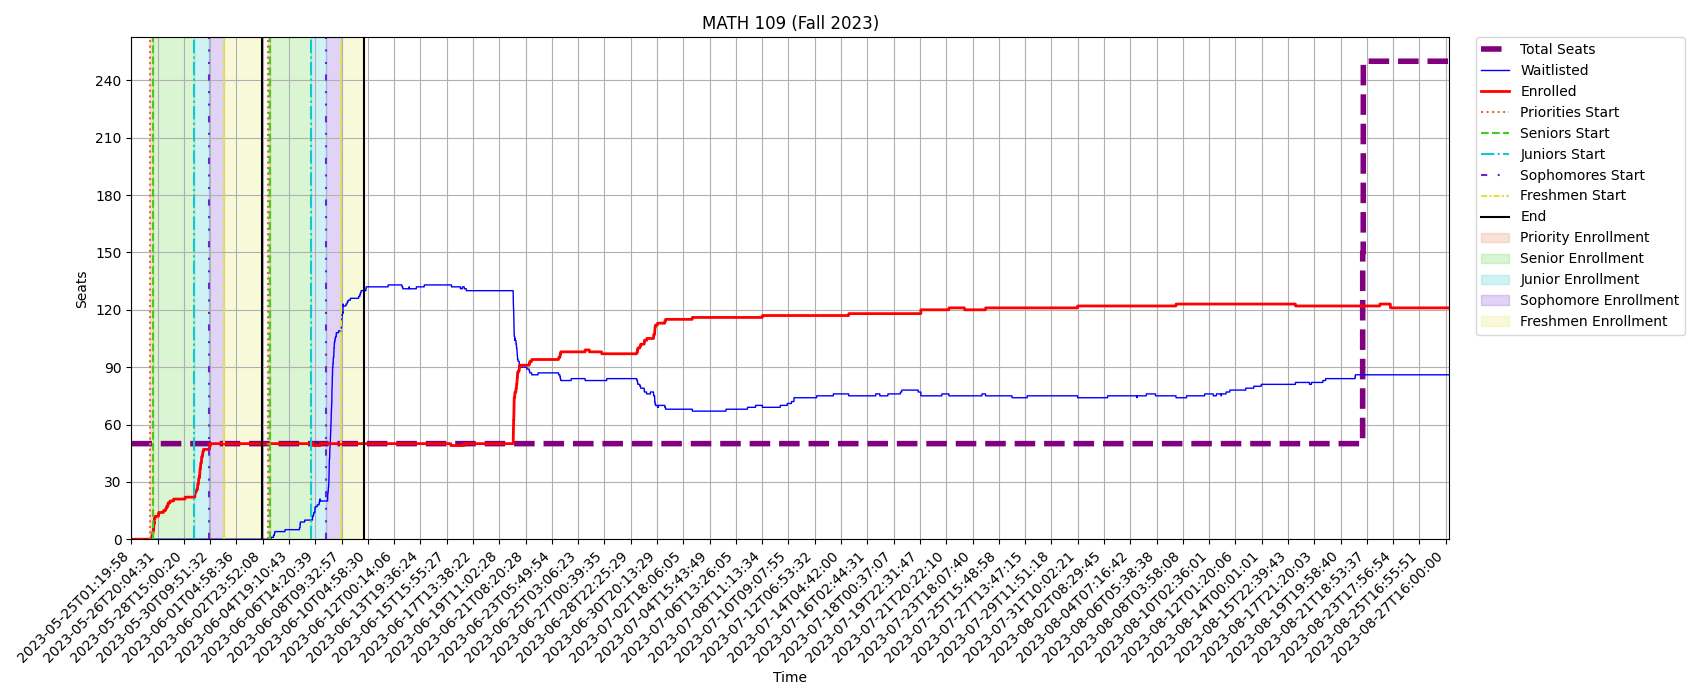 MATH 109 (Fall 2023)
Seats
240
210
180
150
120
90
60
30
0
2023-05-25T01:19:58
2023-05-26T20:04:31
2023-05-28T15:00:20
2023-05-30T09:51:32
2023-06-01T04:58:36
2023-06-02T23:52:08
2023-06-04T19:10:43
2023-06-06T14:20:39
2023-06-08T09:32:57
2023-06-10T04:58:30
2023-06-12T00:14:06
2023-06-13T19:36:24
2023-06-15T15:55:27
2023-06-17T13:38:22
2023-06-19T11:02:28
2023-06-21T08:20:28
2023-06-23T05:49:54
2023-06-25T03:06:23
2023-06-27T00:39:35
2023-06-28T22:25:29
2023-06-30T20:13:29
2023-07-02T18:06:05
2023-07-04T15:43:49
2023-07-06T13:26:05
2023-07-08T11:13:34
2023-07-10T09:07:55
2023-07-12T06:53:32
2023-07-14T04:42:00
2023-07-16T02:44:31
2023-07-18T00:37:07
2023-07-19T22:31:47
2023-07-21T20:22:10
2023-07-23T18:07:40
2023-07-25T15:48:58
2023-07-27T13:47:15
2023-07-29T11:51:18
2023-07-31T10:02:21
2023-08-02T08:29:45
2023-08-04T07:16:42
2023-08-06T05:38:38
2023-08-08T03:58:08
2023-08-10T02:36:01
2023-08-12T01:20:06
2023-08-14T00:01:01
2023-08-15T22:39:43
2023-08-17T21:20:03
2023-08-19T19:58:40
2023-08-21T18:53:37
2023-08-23T17:56:54
2023-08-25T16:55:51
2023-08-27T16:00:00
Time
Total Seats
Waitlisted
Enrolled
Priorities Start
Seniors Start
Juniors Start
Sophomores Start
Freshmen Start
End
Priority Enrollment
Senior Enrollment
Junior Enrollment
Sophomore Enrollment
Freshmen Enrollment